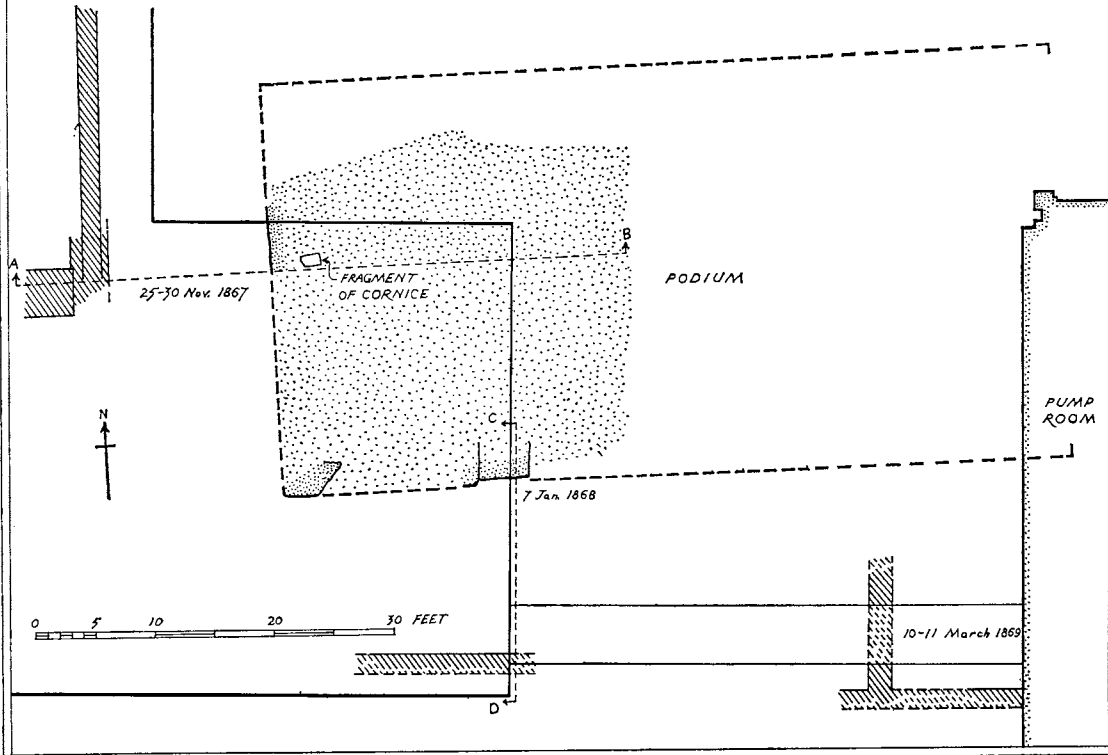 B
A
FRAGMENT
OF CORNICE
PODIUM
25-30 Nov. 1867
PUMP
ROOM
N
C
7 Jan 1868
0 5 10 20 30 FEET
10-11 March 1869
D